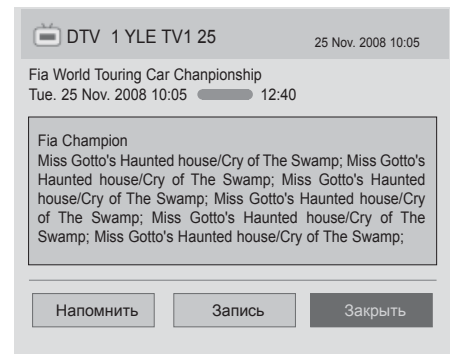 DTV 1 YLE TV1 25 25 Nov. 2008 10:05
Fia World Touring Car Chanpionship
Tue. 25 Nov. 2008 10:05 12:40
Fia Champion
Miss Gotto's Haunted house/Cry of The Swamp; Miss Gotto's
Haunted house/Cry of The Swamp; Miss Gotto's Haunted
house/Cry of The Swamp; Miss Gotto's Haunted house/Cry
of The Swamp; Miss Gotto's Haunted house/Cry of The
Swamp; Miss Gotto's Haunted house/Cry of The Swamp;
Напомнить Запись Закрыть